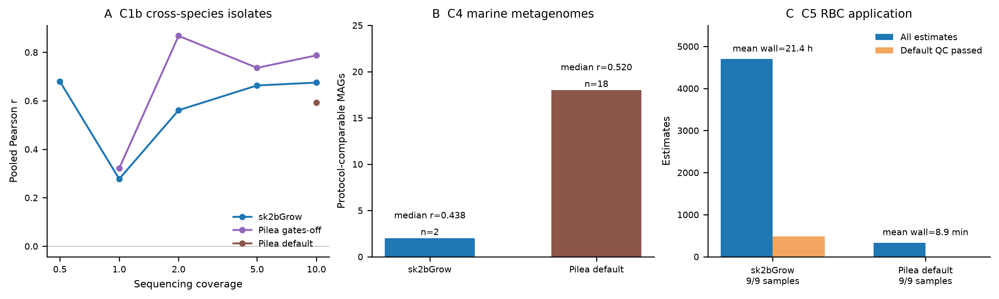 A  C1b cross-species isolates
Pooled Pearson r
0.8
0.6
0.4
0.2
0.0
0.5
1.0
2.0
5.0
10.0
Sequencing coverage
sk2bGrow
Pilea gates-off
Pilea default
B  C4 marine metagenomes
Protocol-comparable MAGs
25
20
15
10
5
0
median r=0.438
n=2
median r=0.520
n=18
sk2bGrow
Pilea default
C  C5 RBC application
Estimates
5000
4000
3000
2000
1000
0
All estimates
Default QC passed
mean wall=21.4 h
mean wall=8.9 min
sk2bGrow
9/9 samples
Pilea default
9/9 samples